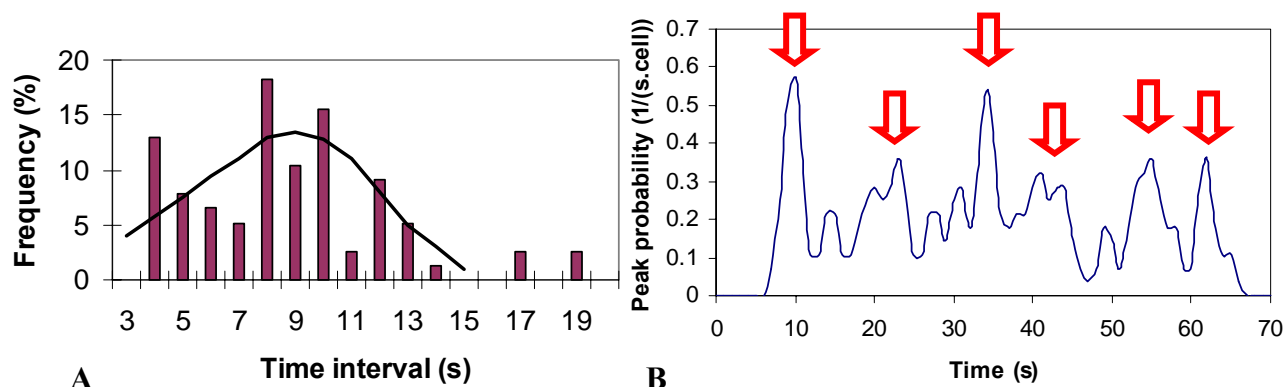 Frequency (%)
20
15
10
5
0
3 5 7 9 11 13 15 17 19
Time interval (s)
A
Peak probability (1/(s.cell))
0.7
0.6
0.5
0.4
0.3
0.2
0.1
0
0 10 20 30 40 50 60 70
Time (s)
B